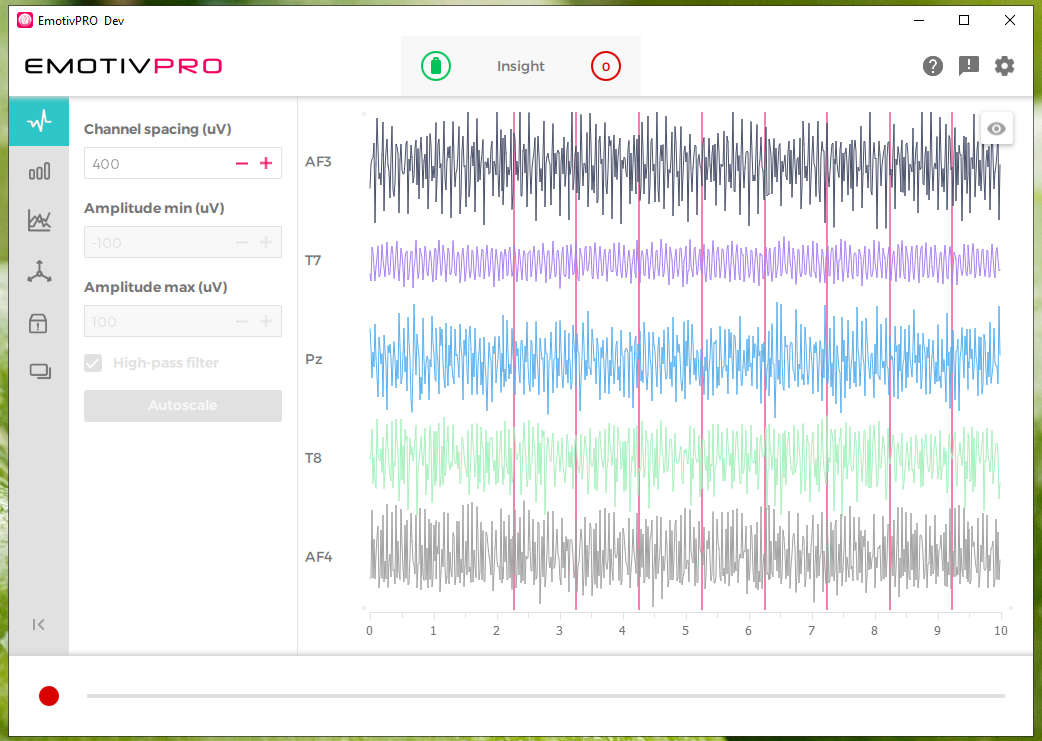 EmotivPRO Dev
EMOTIVPRO
Insight
0
Channel spacing (uV)
400
Amplitude min (uV)
-100
Amplitude max (uV)
100
High-pass filter
Autoscale
AF3
T7
Pz
T8
AF4
0 1 2 3 4 5 6 7 8 9 10